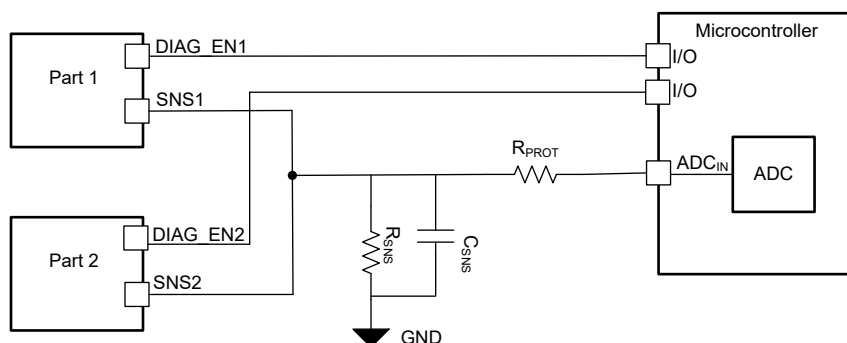 Microcontroller
DIAG_EN1
I/O
Part 1
I/O
SNS1
RPROT
ADCIN
ADC
DIAG_EN2
RSNS
CSNS
Part 2
SNS2
GND